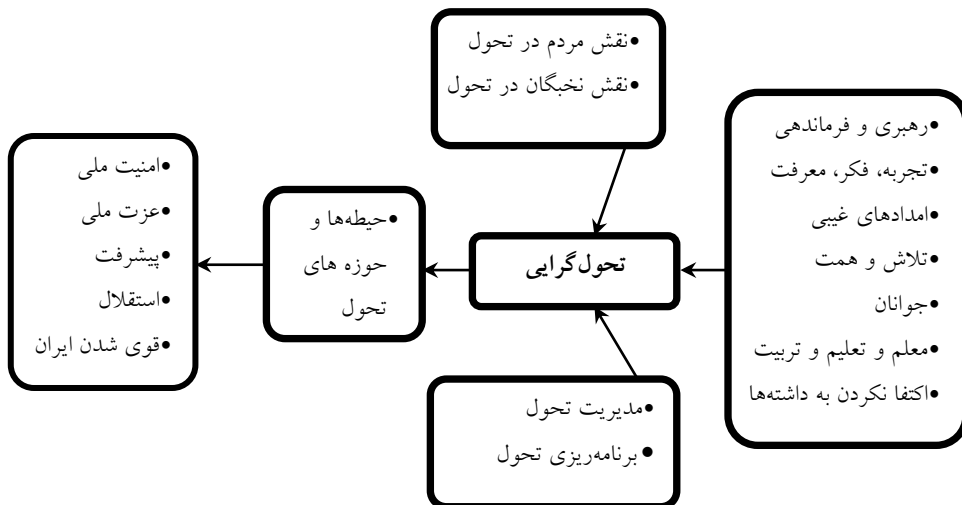 •نقش مردم در تحول
•نقش نخبگان در تحول
•رهبری و فرماندهی
•تجربه، فکر، معرفت
•امدادهای غیبی
•تلاش و همت
•جوانان
•معلم و تعلیم و تربیت
•اکتفا نکردن به داشته‌ها
تحول‌گرایی
•حیطه‌ها و
حوزه های
تحول
•امنیت ملی
•عزت ملی
•پیشرفت
•استقلال
•قوی شدن ایران
•مدیریت تحول
•برنامه‌ریزی تحول